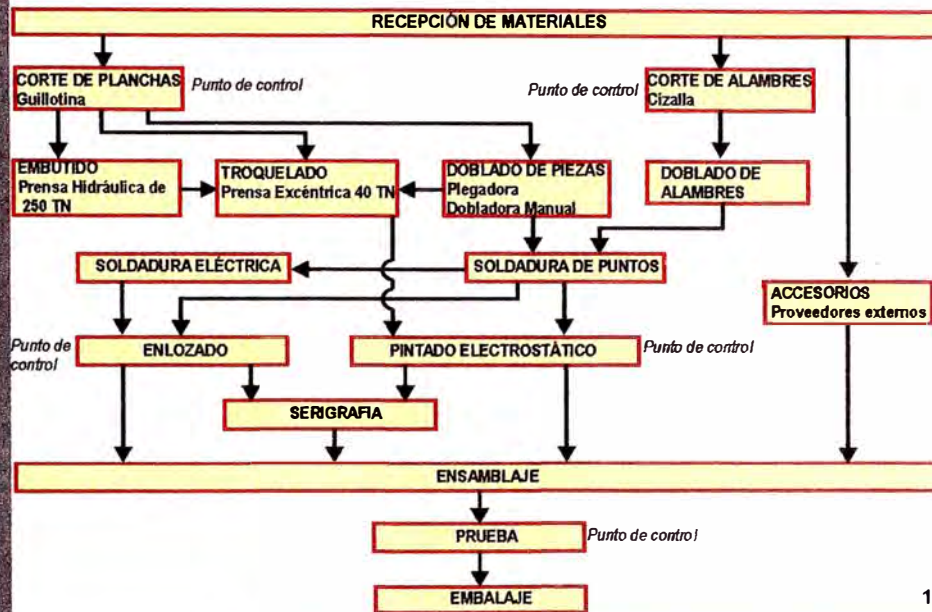 RECEPCIÓN DE MATERIALES
CORTE DE PLANCHAS
Guillotina
Punto de control
Punto de control
CORTE DE ALAMBRES
Cizalla
EMBUTIDO
Prensa Hidráulica de
250 TN
TROQUELADO
Prensa Excéntrica 40 TN
DOBLADO DE PIEZAS
Plegadora
Dobladora Manual
DOBLADO DE
ALAMBRES
SOLDADURA ELÉCTRICA
SOLDADURA DE PUNTOS
ACCESORIOS
Proveedores externos
Punto de
control
ENLOZADO
PINTADO ELECTROSTÁTICO
Punto de control
SERIGRAFIA
ENSAMBLAJE
PRUEBA
Punto de control
EMBALAJE
1